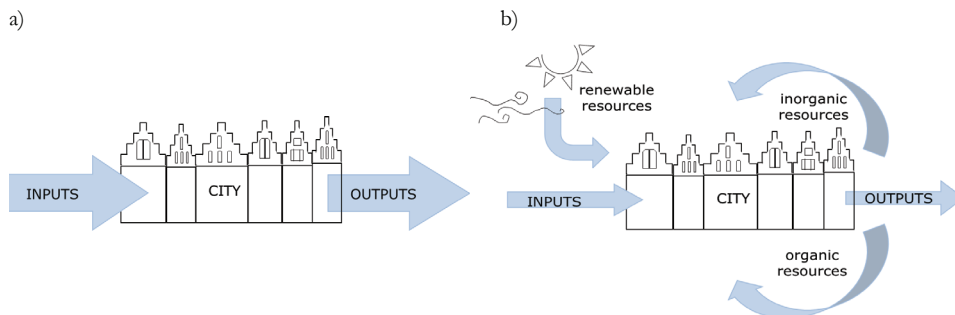 a)
INPUTS
CITY
OUTPUTS
b)
renewable
resources
inorganic
resources
INPUTS
CITY
OUTPUTS
organic
resources